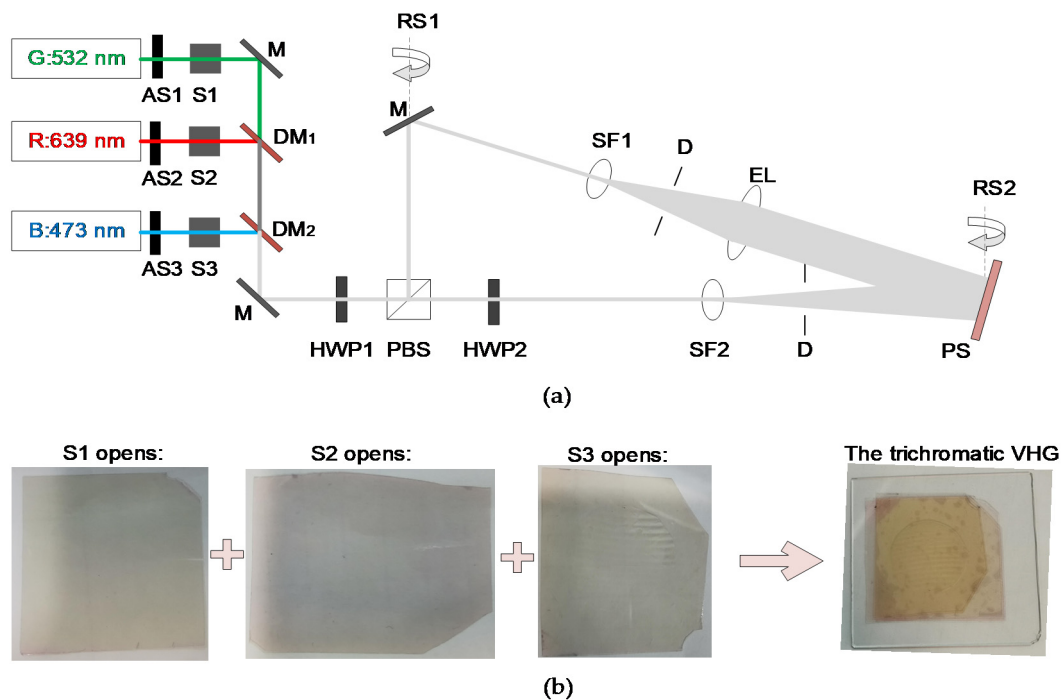 RS1
G:532 nm
M
AS1 S1
M
R:639 nm
DM1
SF1
D
EL
AS2 S2
RS2
B:473 nm
DM2
AS3 S3
M
HWP1 PBS HWP2
SF2
D
PS
(a)
S1 opens:
S2 opens:
S3 opens:
The trichromatic VHG
(b)